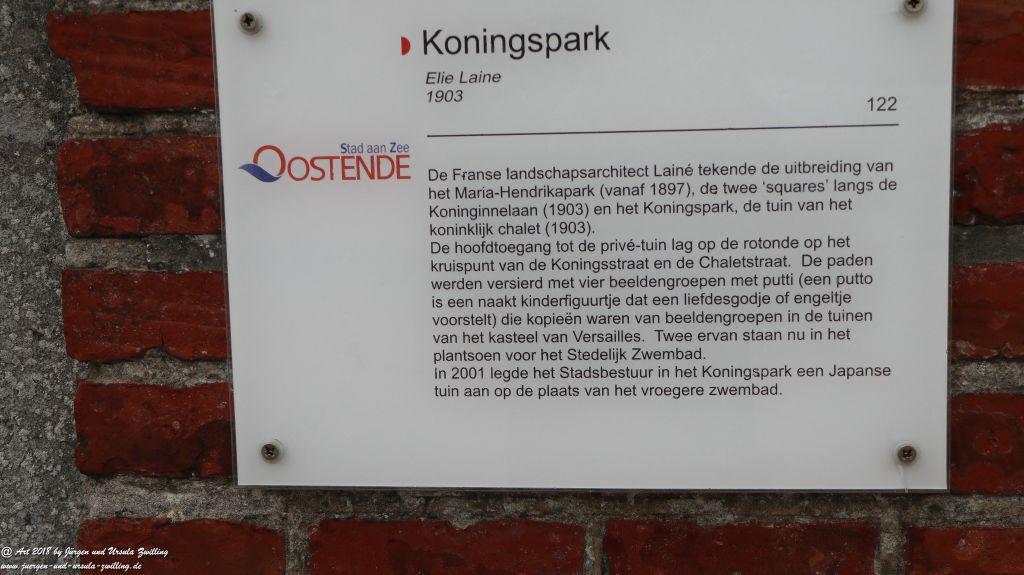 Koningspark
Elie Laine
1903
122
Stad aan Zee
OOSTENDE
De Franse landschapsarchitect Lainé tekende de uitbreiding van
het Maria-Hendrikapark (vanaf 1897), de twee ‘squares’ langs de
Koninginnelaan (1903) en het Koningspark, de tuin van het
koninklijk chalet (1903).
De hoofdtoegang tot de privé-tuin lag op de rotonde op het
kruispunt van de Koningsstraat en de Chaletstraat. De paden
werden versierd met vier beeldengroepen met putti (een putto
is een naakt kinderfiguurtje dat een liefdesgodje of engeltje
voorstelt) die kopieën waren van beeldengroepen in de tuinen
van het kasteel van Versailles. Twee ervan staan nu in het
plantsoen voor het Stedelijk Zwembad.
In 2001 legde het Stadsbestuur in het Koningspark een Japanse
tuin aan op de plaats van het vroegere zwembad.
@ Art 2018 by Jürgen und Ursula Zwilling
www.juergen-und-ursula-zwilling.de